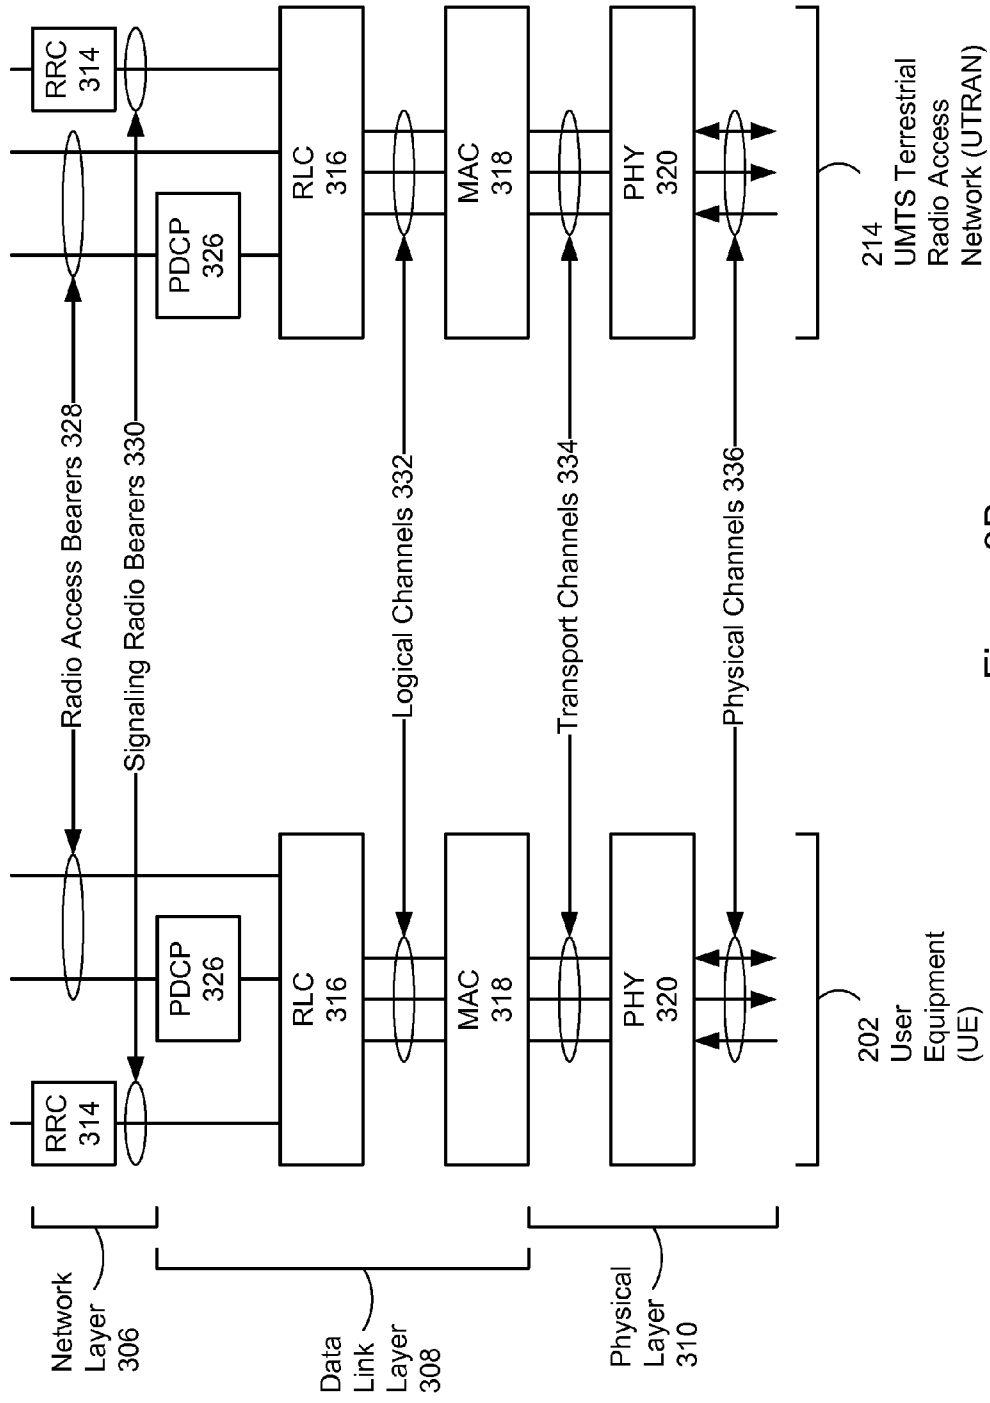 Network
Layer
306
Data
Link
Layer
308
Physical
Layer
310
RRC
314
PDCP
326
RLC
316
MAC
318
PHY
320
202
User
Equipment
(UE)
Radio Access Bearers 328
Signaling Radio Bearers 330
Logical Channels 332
Transport Channels 334
Physical Channels 336
RRC
314
PDCP
326
RLC
316
MAC
318
PHY
320
214
UMTS Terrestrial
Radio Access
Network (UTRAN)